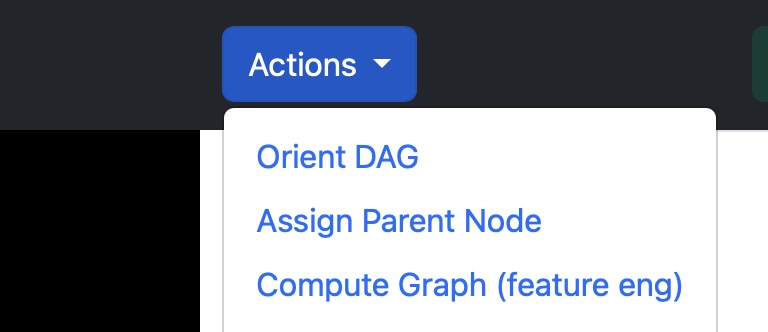 Actions
Orient DAG
Assign Parent Node
Compute Graph (feature eng)